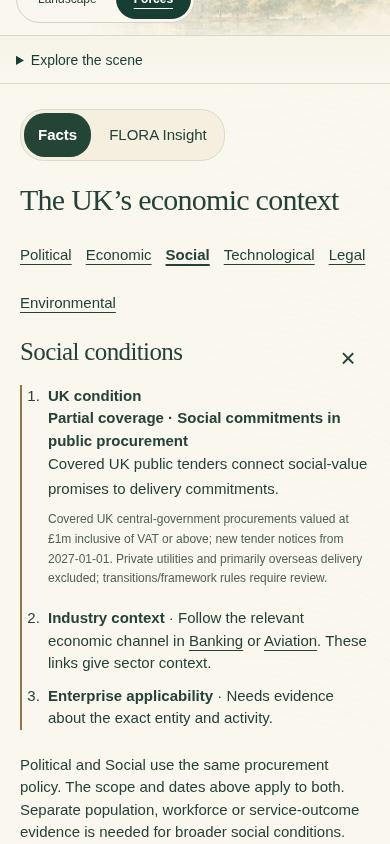 Landscape Forces
▶ Explore the scene
Facts FLORA Insight
The UK’s economic context
Political Economic Social Technological Legal
Environmental
Social conditions
×
1. UK condition
Partial coverage · Social commitments in
public procurement
Covered UK public tenders connect social-value
promises to delivery commitments.
Covered UK central-government procurements valued at
£1m inclusive of VAT or above; new tender notices from
2027-01-01. Private utilities and primarily overseas delivery
excluded; transitions/framework rules require review.
2. Industry context · Follow the relevant
economic channel in Banking or Aviation. These
links give sector context.
3. Enterprise applicability · Needs evidence
about the exact entity and activity.
Political and Social use the same procurement
policy. The scope and dates above apply to both.
Separate population, workforce or service-outcome
evidence is needed for broader social conditions.